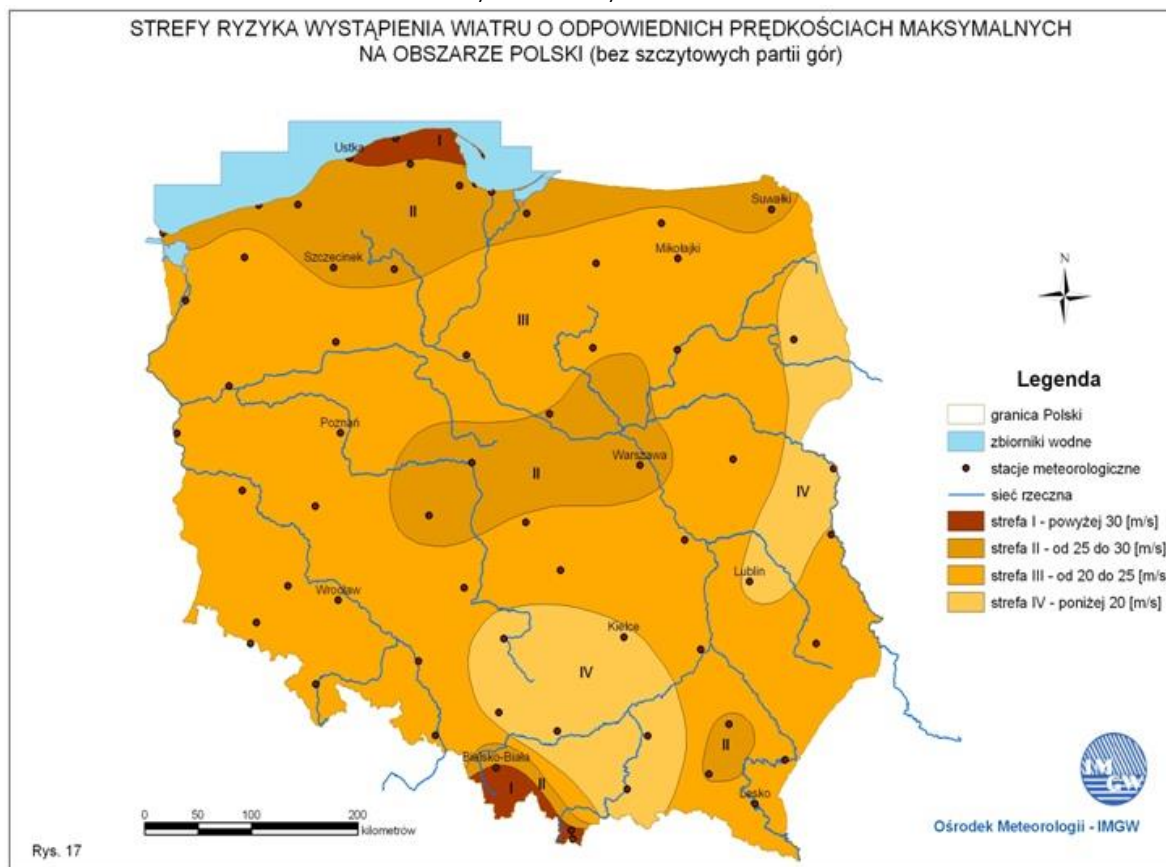 STREFY RYZYKA WYSTĄPIENIA WIATRU O ODPOWIEDNICH PRĘDKOŚCIACH MAKSYMALNYCH
NA OBSZARZE POLSKI (bez szczytowych partii gór)
Ustka
I
II
Suwałki
Szczecinek
Mikołajki
N
III
Poznań
Warszawa
II
IV
Lublin
Wrocław
Kielce
IV
II
Bielsko-Biała
I
II
Lesko
Legenda
granica Polski
zbiorniki wodne
stacje meteorologiczne
sieć rzeczna
strefa I - powyżej 30 [m/s]
strefa II - od 25 do 30 [m/s]
strefa III - od 20 do 25 [m/s]
strefa IV - poniżej 20 [m/s]
0 50 100 200
kilometrów
IM
GW
Ośrodek Meteorologii - IMGW
Rys. 17